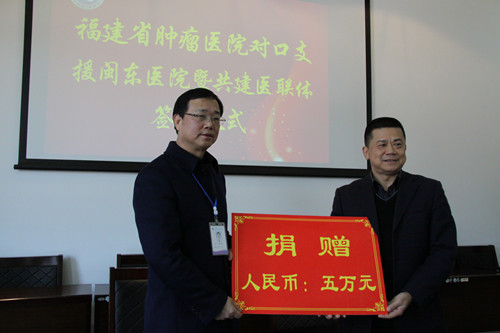 福建省肿瘤医院对口支
援闽东医院暨共建医联体
签 式
捐 赠
人民币：五万元